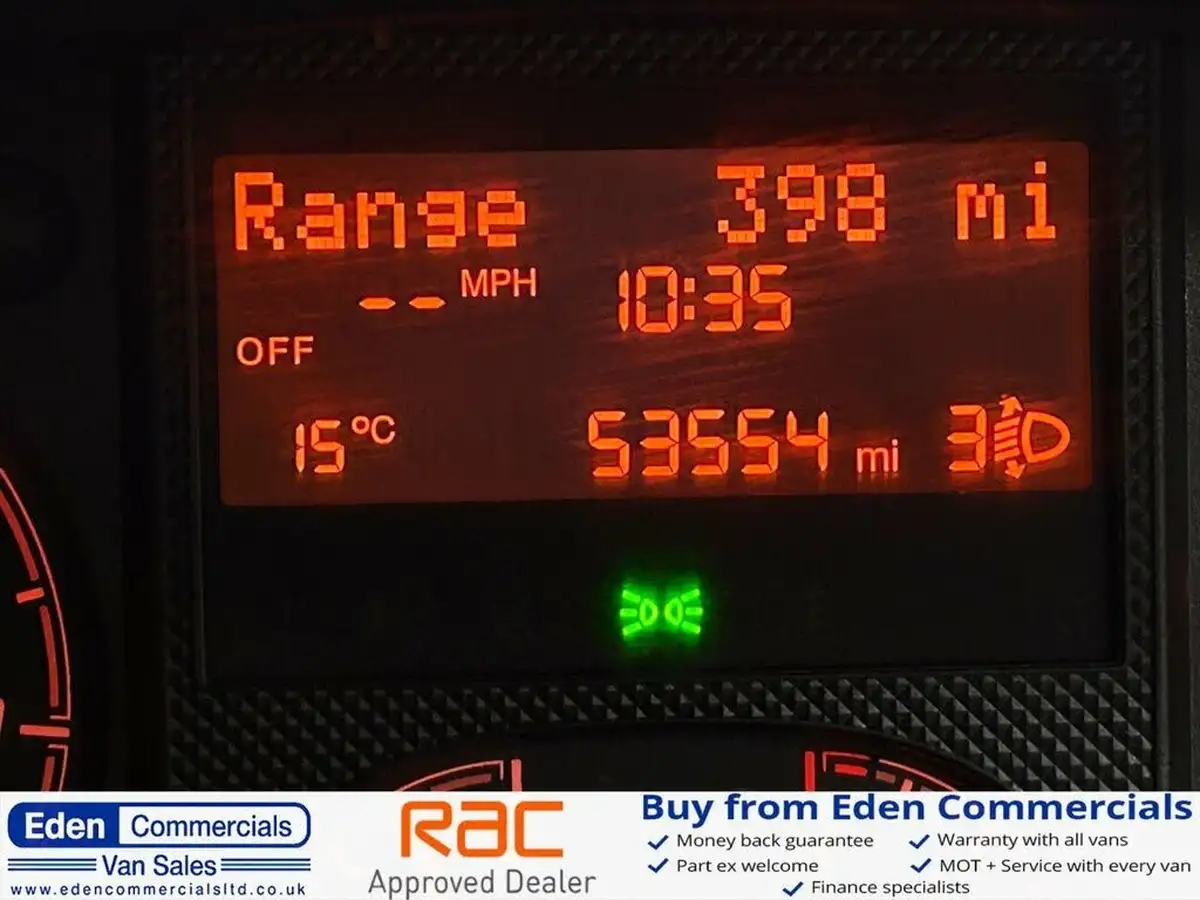 Range 398 mi
-- MPH 10:35
OFF
15 °C 53554 mi 3
Eden Commercials
Van Sales
www.edencommercialsltd.co.uk
RAC
Approved Dealer
Buy from Eden Commercials
Money back guarantee Warranty with all vans
Part ex welcome MOT + Service with every van
Finance specialists